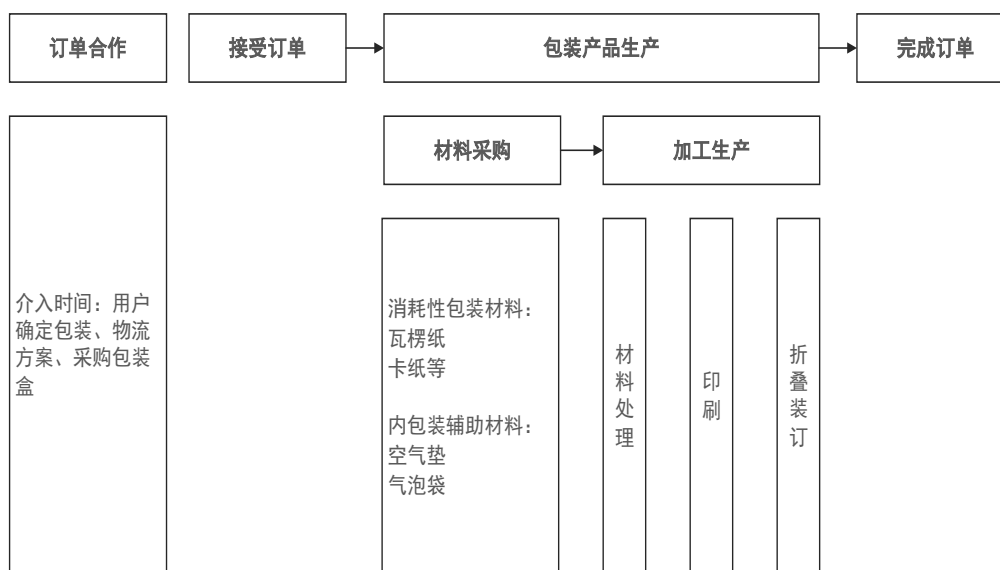 订单合作
接受订单
包装产品生产
完成订单
材料采购
加工生产
介入时间：用户
确定包装、物流
方案、采购包装
盒
消耗性包装材料：
瓦楞纸
卡纸等
内包装辅助材料：
空气垫
气泡袋
材料处理
印刷
折叠装订